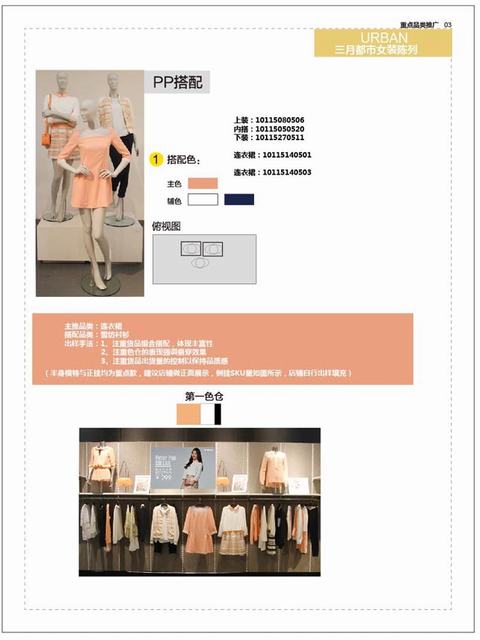 重点品类推广 03
URBAN
三月都市女装陈列
PP搭配
上装：10115080506
内搭：10115050520
下装：10115270511
1 搭配色：
连衣裙：10115140501
连衣裙：10115140503
主色
辅色
俯视图
主推品类：连衣裙
搭配品类：雪纺衬衫
出样手法：1、注重货品组合搭配，体现丰富性
2、注重色仓的表现强调垂穿效果
3、注重货品出货量的控制以保持品质感
（半身模特与正挂均为重点款，建议店铺做正两展示，侧挂SKU量如图所示，店铺自行出样填充）
第一色仓
299